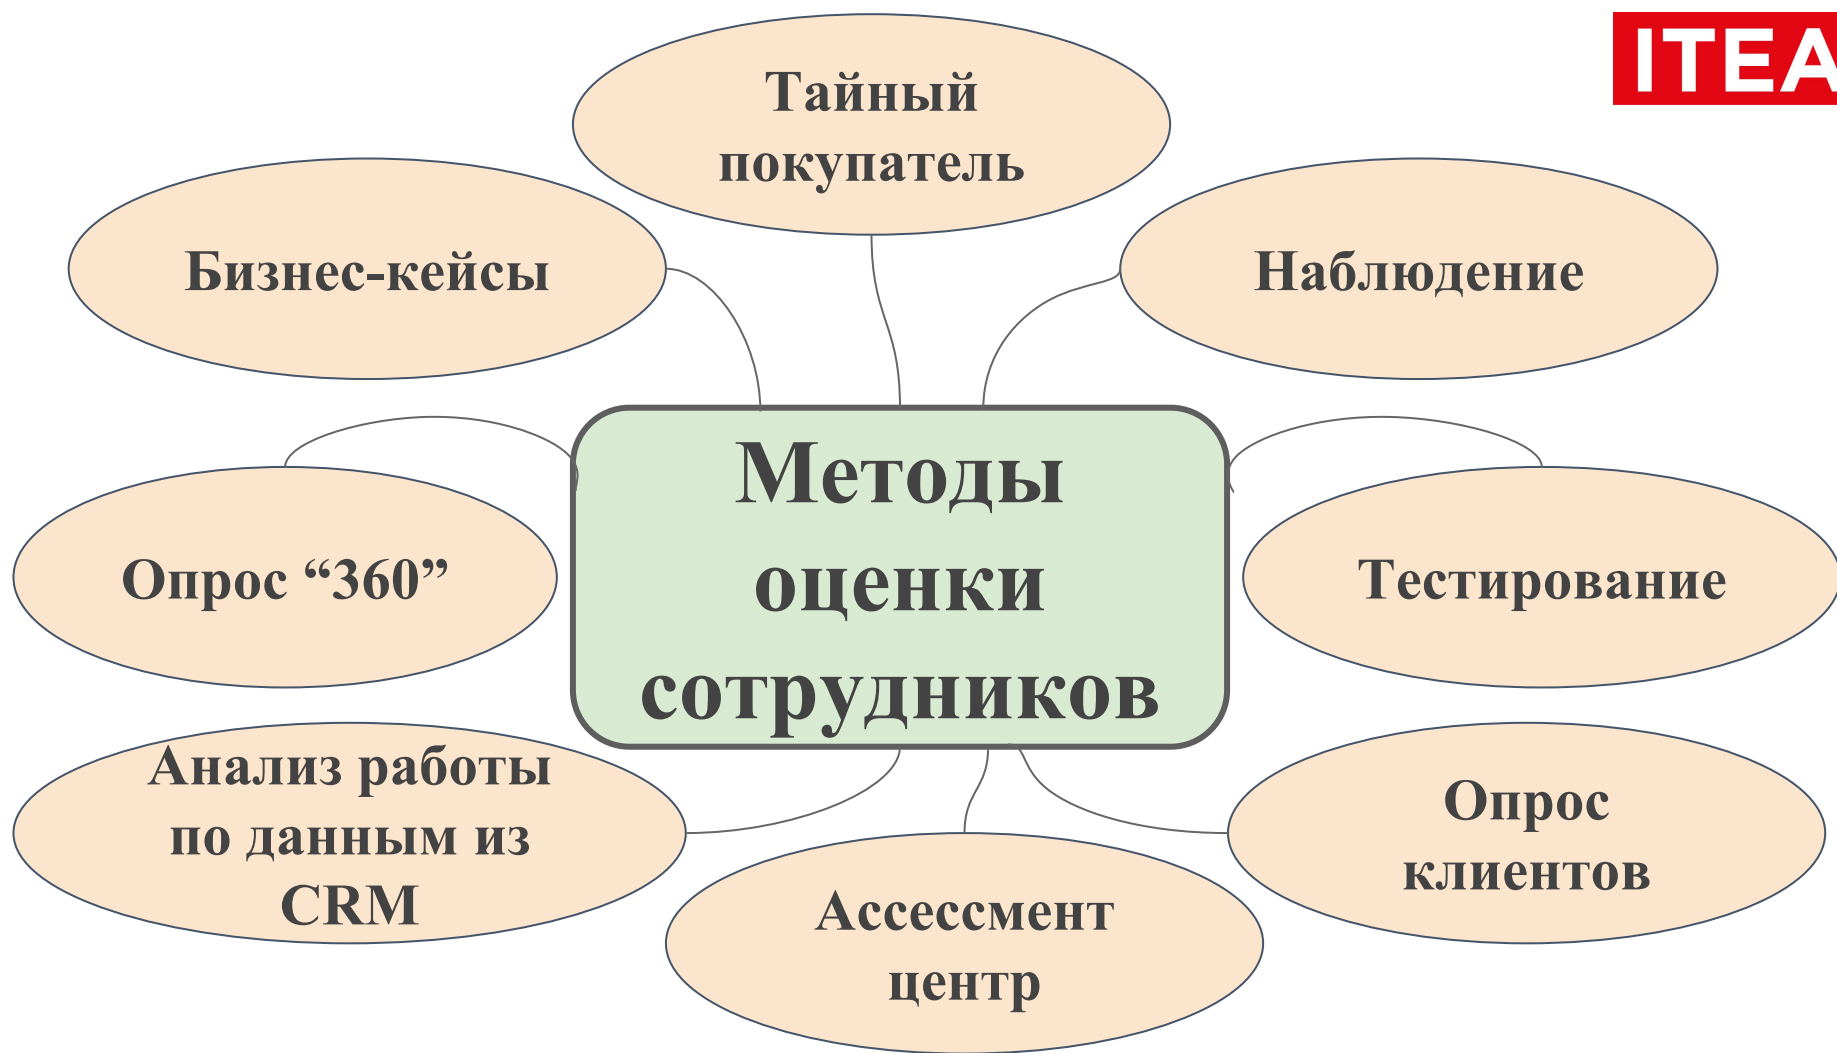 ITEA
Тайный
покупатель
Бизнес-кейсы
Наблюдение
Методы
оценки
сотрудников
Опрос “360”
Тестирование
Анализ работы
по данным из
CRM
Опрос
клиентов
Ассессмент
центр